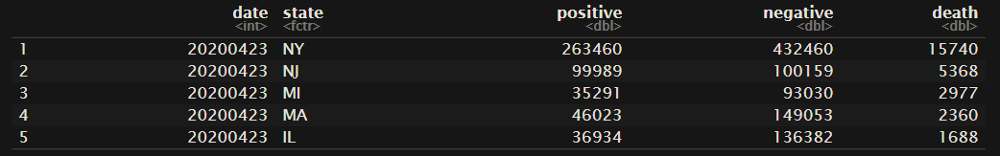 date state positive negative death
<int> <fctr> <dbl> <dbl> <dbl>
1 20200423 NY 263460 432460 15740
2 20200423 NJ 99989 100159 5368
3 20200423 MI 35291 93030 2977
4 20200423 MA 46023 149053 2360
5 20200423 IL 36934 136382 1688